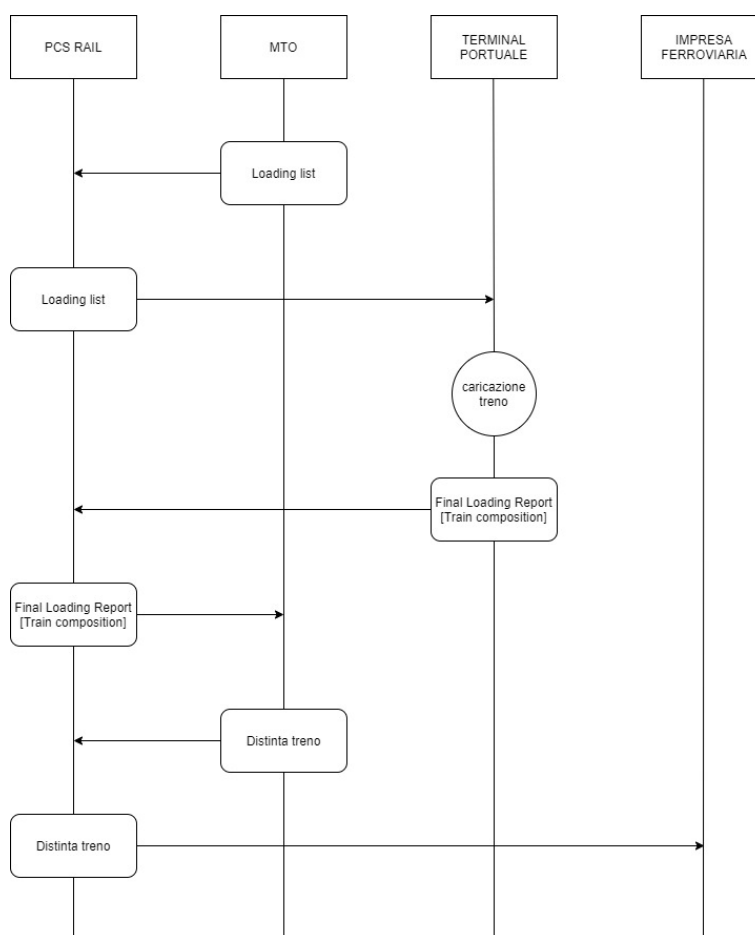 PCS RAIL
MTO
TERMINAL
PORTUALE
IMPRESA
FERROVIARIA
Loading list
Loading list
caricazione
treno
Final Loading Report
[Train composition]
Final Loading Report
[Train composition]
Distinta treno
Distinta treno